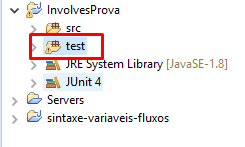 InvolvesProva
src
test
JRE System Library [JavaSE-1.8]
JUnit 4
Servers
sintaxe-variaveis-fluxos